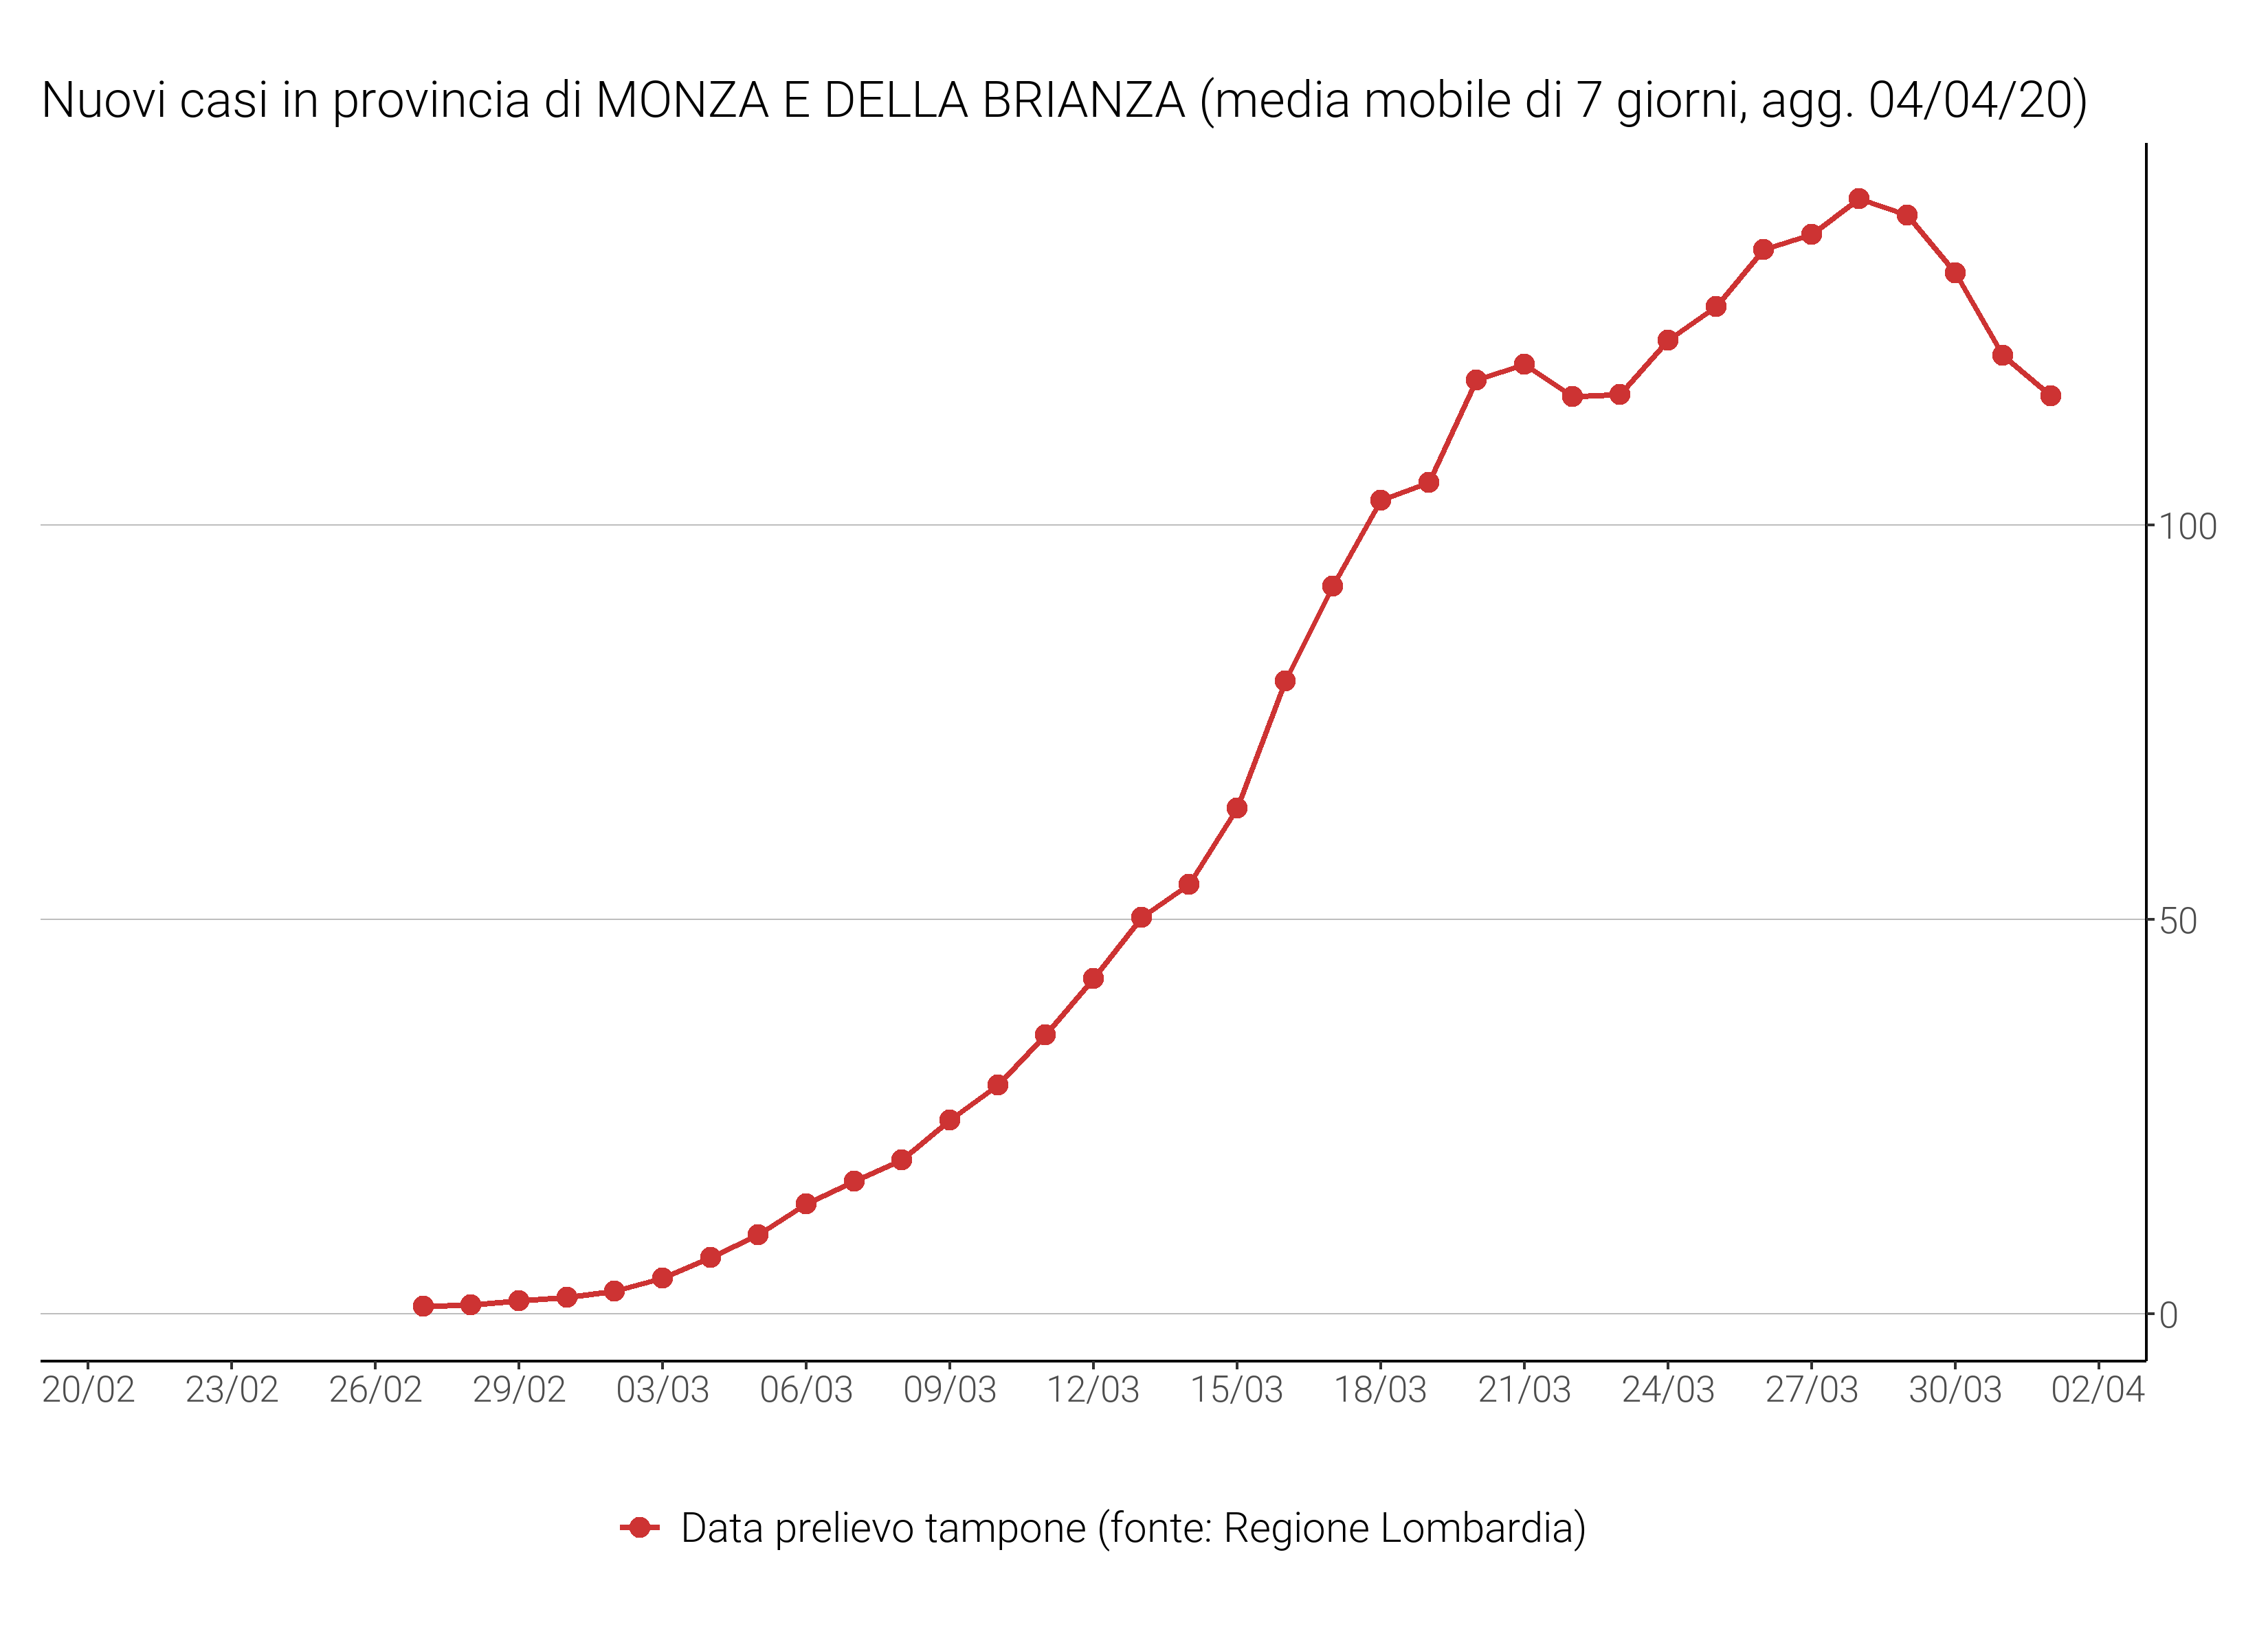 Nuovi casi in provincia di MONZA E DELLA BRIANZA (media mobile di 7 giorni, agg. 04/04/20)
100
50
0
20/02 23/02 26/02 29/02 03/03 06/03 09/03 12/03 15/03 18/03 21/03 24/03 27/03 30/03 02/04
Data prelievo tampone (fonte: Regione Lombardia)